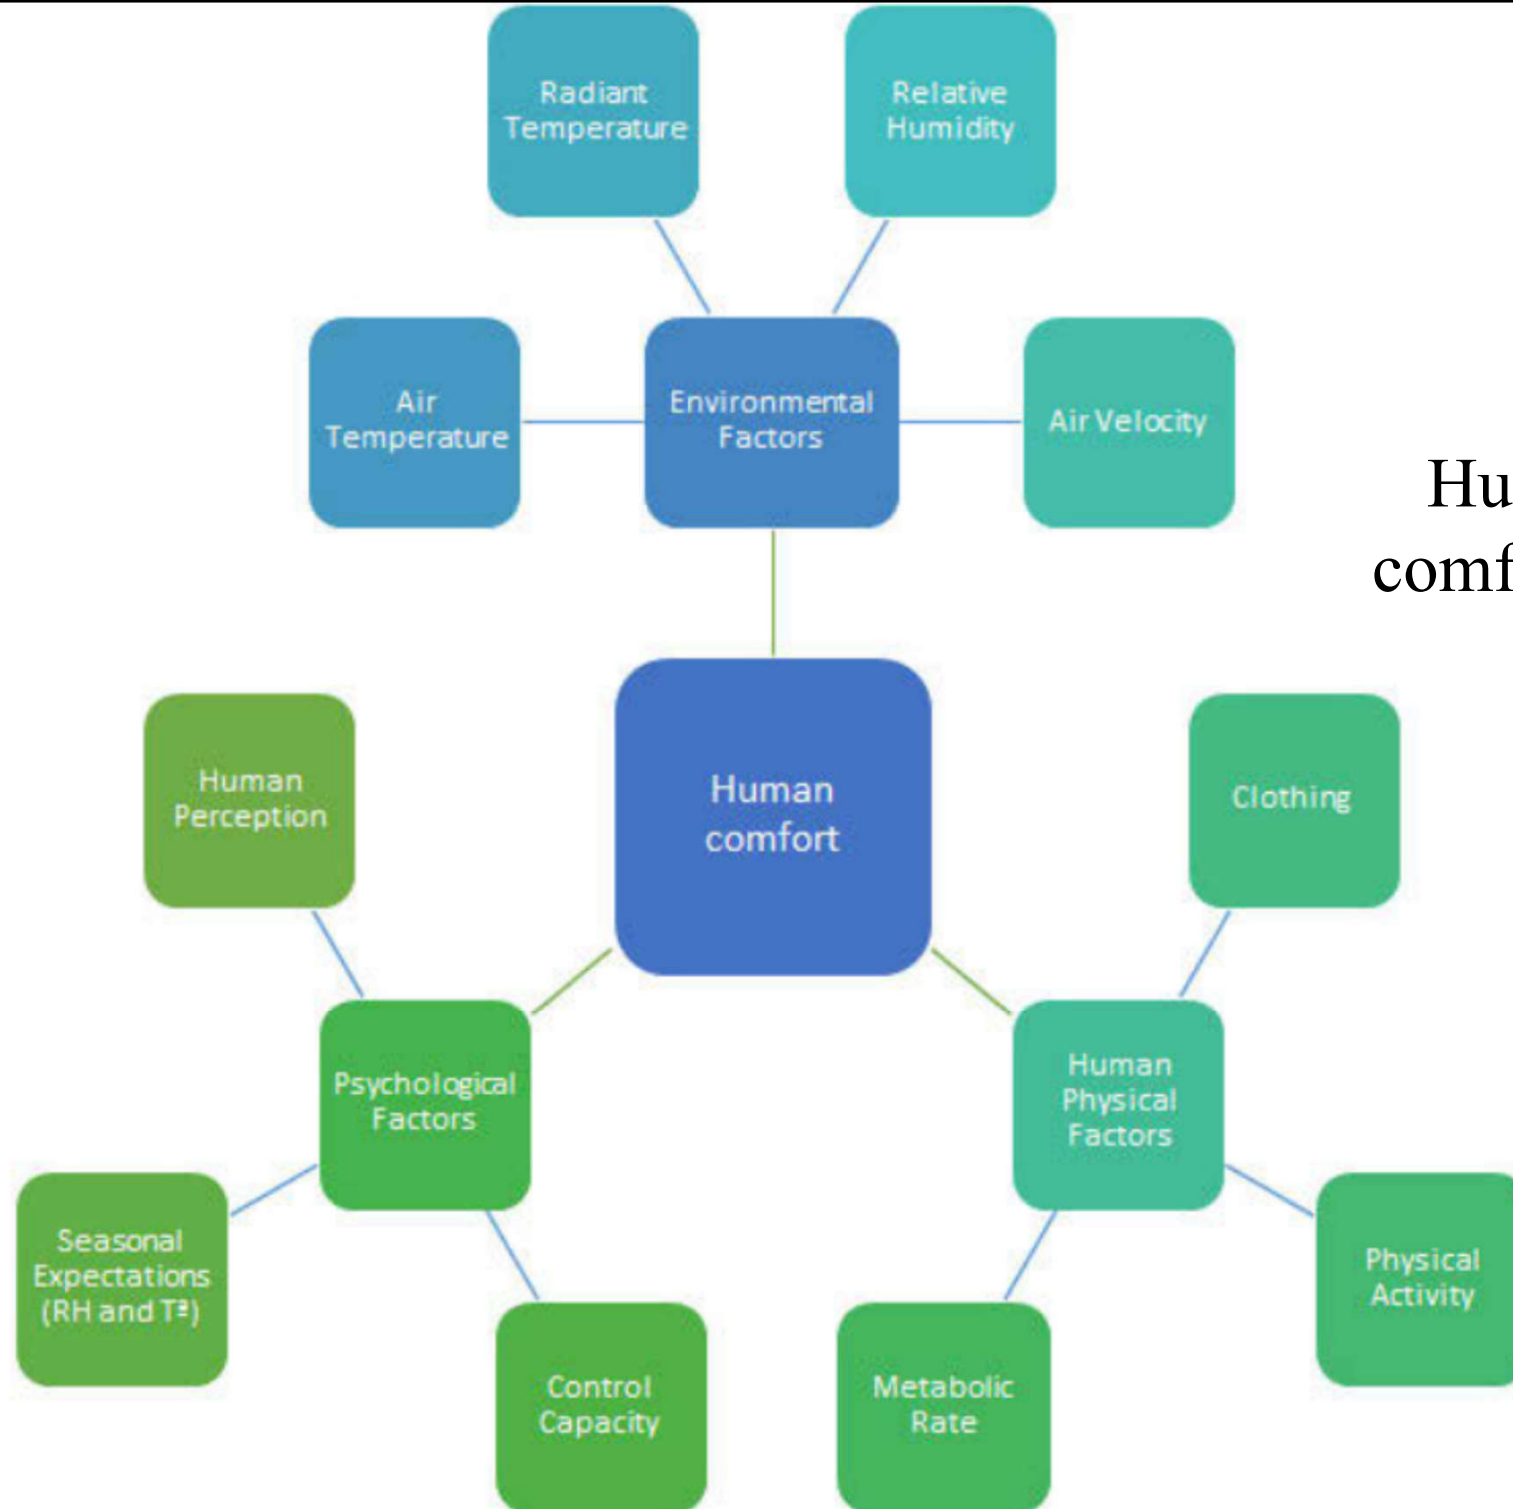 Radiant
Temperature
Relative
Humidity
Air
Temperature
Environmental
Factors
Air Velocity
Hu
comf
Human
comfort
Human
Perception
Clothing
Psychological
Factors
Human
Physical
Factors
Seasonal
Expectations
(RH and Tª)
Physical
Activity
Control
Capacity
Metabolic
Rate